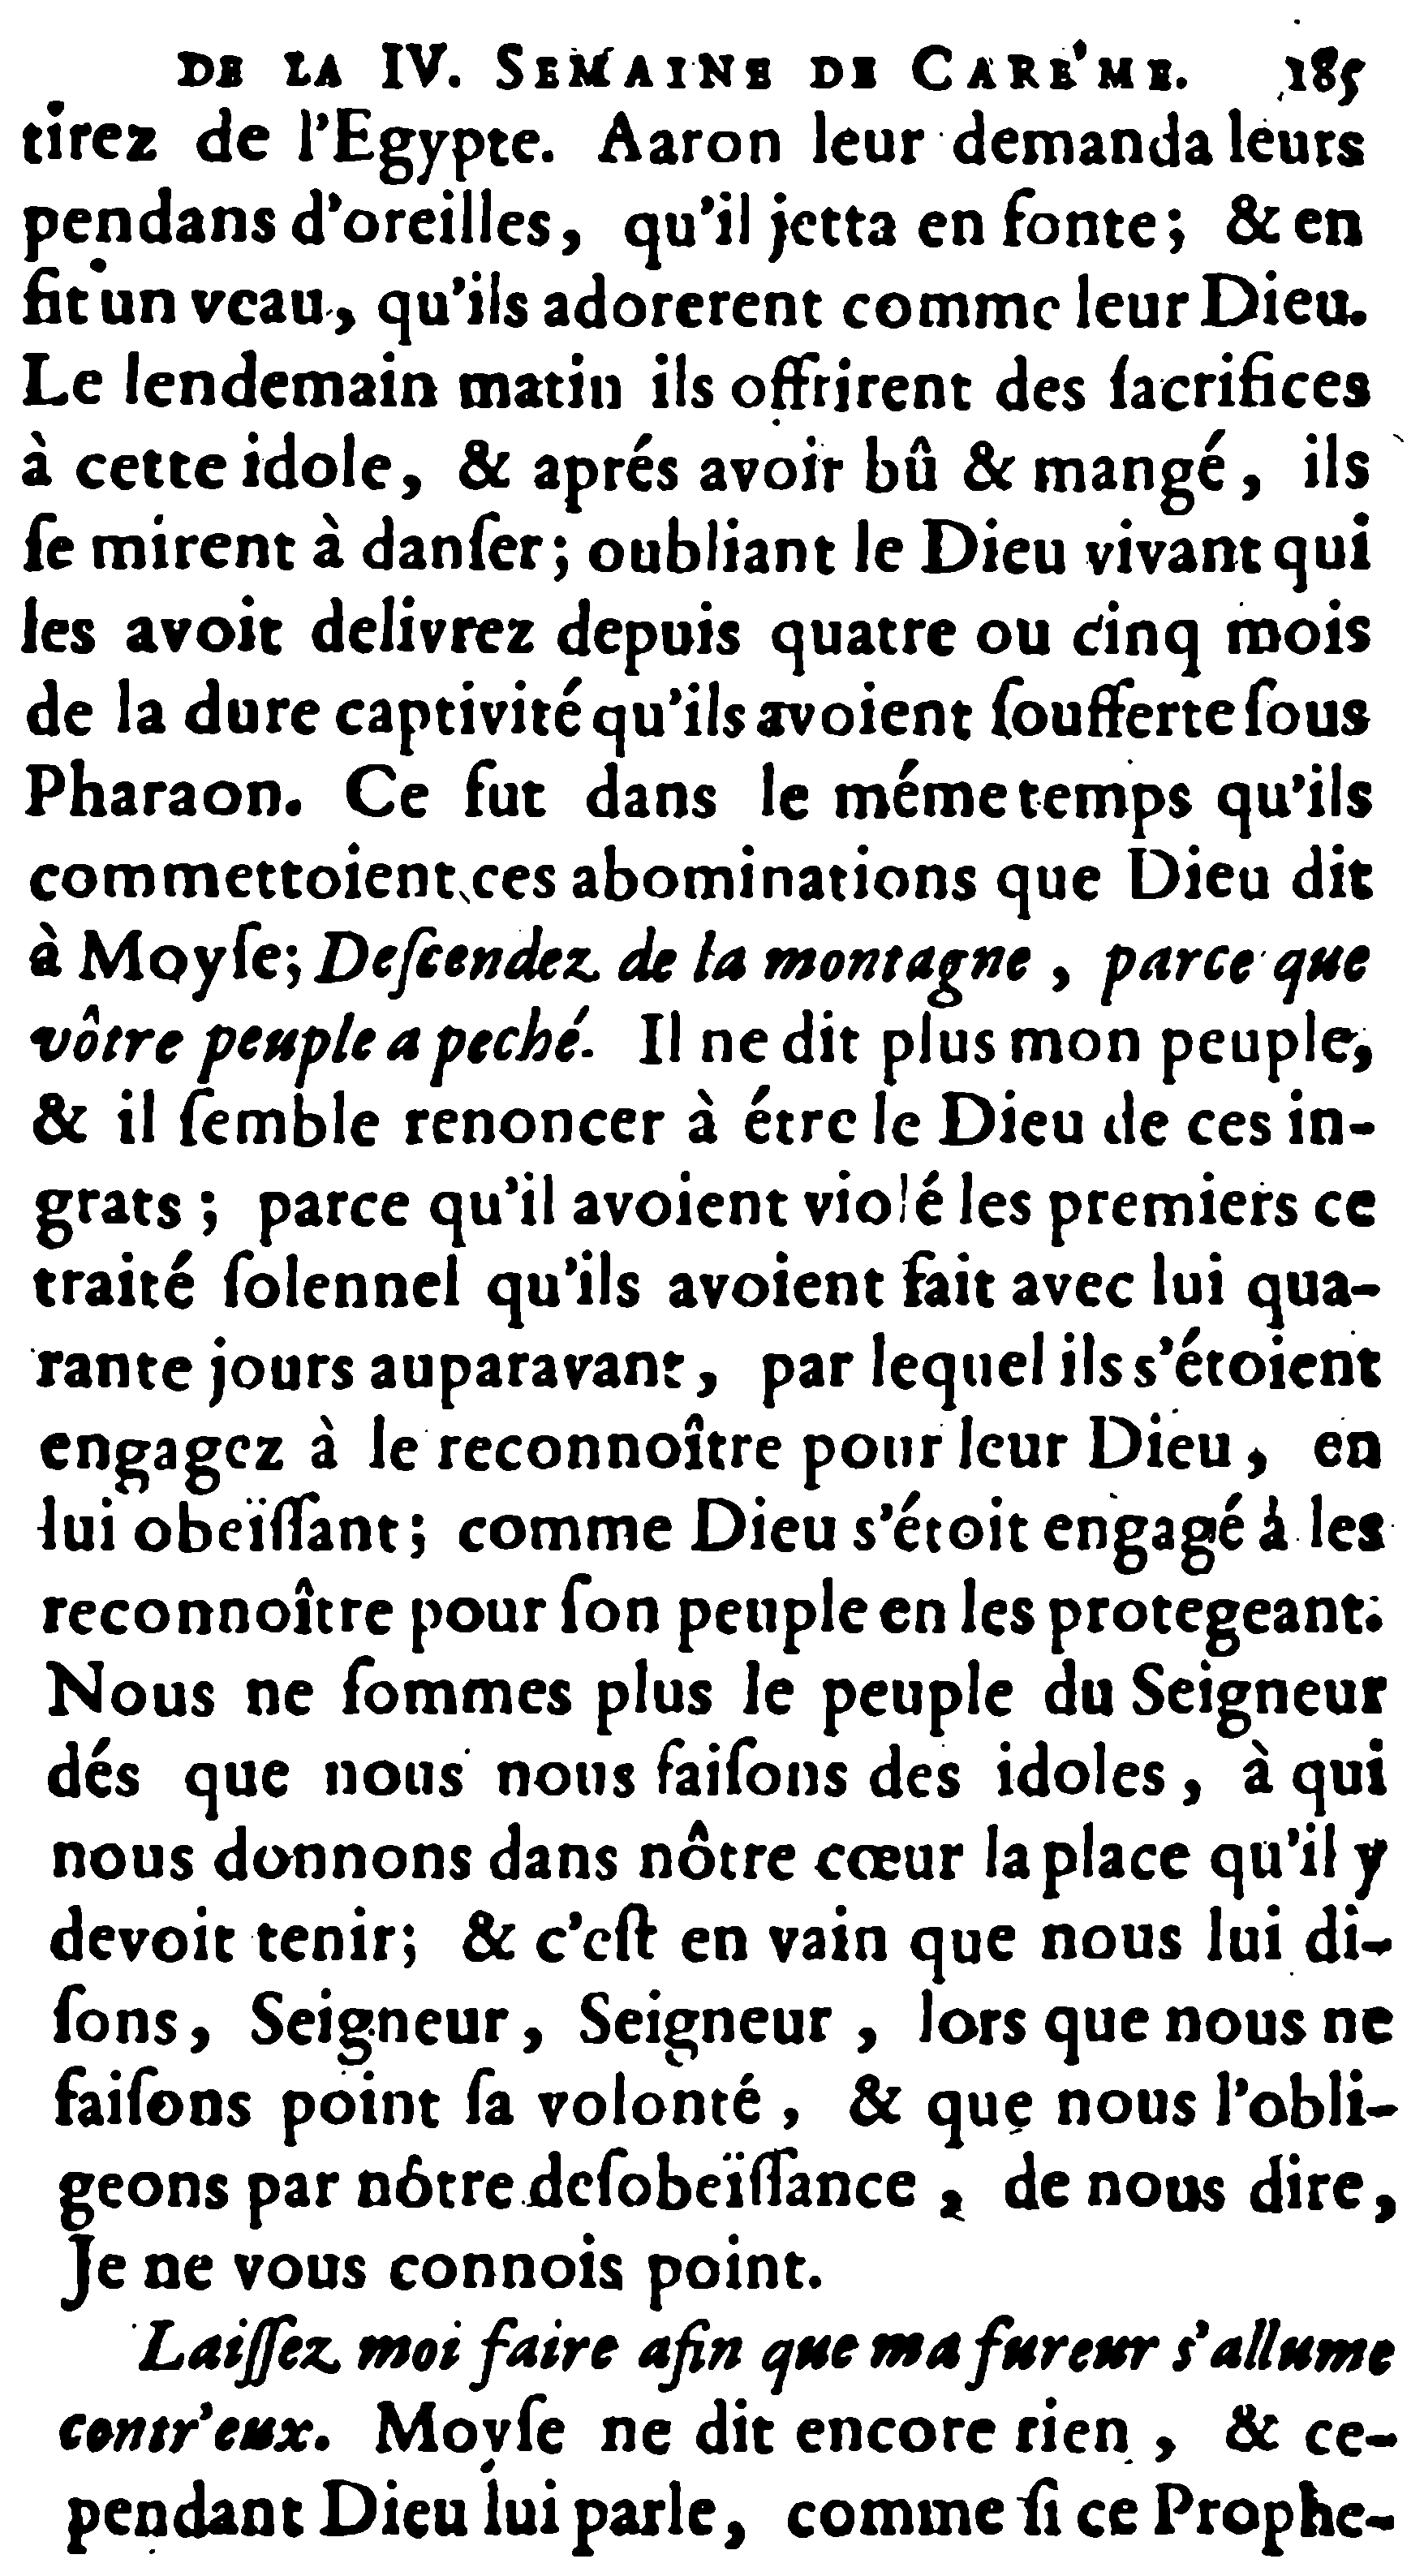 DE LA IV. SEMAINE DE CARE'ME. 185
tirez de l'Egypte. Aaron leur demanda leurs
pendans d'oreilles, qu'il jetta en fonte; & en
fit un veau, qu'ils adorerent comme leur Dieu.
Le lendemain matin ils offrirent des ſacrifices
à cette idole, & aprés avoir bû & mangé, ils
ſe mirent à danſer; oubliant le Dieu vivant qui
les avoit delivrez depuis quatre ou cinq mois
de la dure captivité qu'ils avoient ſoufferte ſous
Pharaon. Ce fut dans le méme temps qu'ils
commettoient ces abominations que Dieu dit
à Moyſe; Deſcendez de la montagne, parce que
vôtre peuple a peché. Il ne dit plus mon peuple,
& il ſemble renoncer à étre le Dieu de ces in-
grats; parce qu'il avoient violé les premiers ce
traité ſolennel qu'ils avoient fait avec lui qua-
rante jours auparavant, par lequel ils s'étoient
engagez à le reconnoître pour leur Dieu, en
lui obeïſſant; comme Dieu s'étoit engagé à les
reconnoître pour ſon peuple en les protegeant.
Nous ne ſommes plus le peuple du Seigneur
dés que nous nous faiſons des idoles, à qui
nous donnons dans nôtre cœur la place qu'il y
devoit tenir; & c'eſt en vain que nous lui di-
ſons, Seigneur, Seigneur, lors que nous ne
faiſons point ſa volonté, & que nous l'obli-
geons par nôtre deſobeïſſance, de nous dire,
Je ne vous connois point.
Laiſſez moi faire afin que ma fureur s'allume
contr'eux. Moyſe ne dit encore rien, & ce-
pendant Dieu lui parle, comme ſi ce Prophe-